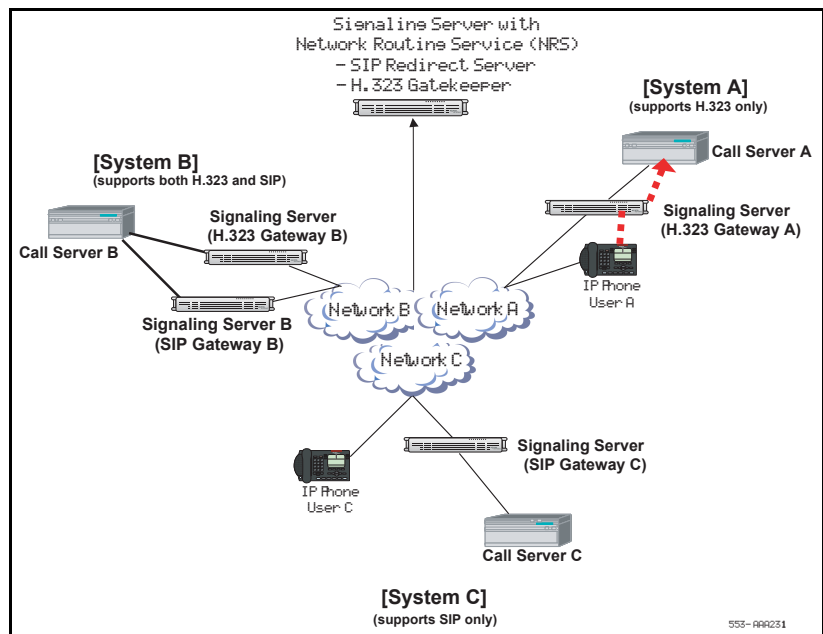 Signaling Server with
Network Routing Service (NRS)
- SIP Redirect Server
- H.323 Gatekeeper
[System A]
(supports H.323 only)
Call Server A
Signaling Server
(H.323 Gateway A)
IP Phone
User A
[System B]
(supports both H.323 and SIP)
Signaling Server
(H.323 Gateway B)
Call Server B
Signaling Server B
(SIP Gateway B)
Network B
Network A
Network C
Signaling Server
(SIP Gateway C)
IP Phone
User C
Call Server C
[System C]
(supports SIP only)
553-AAA231